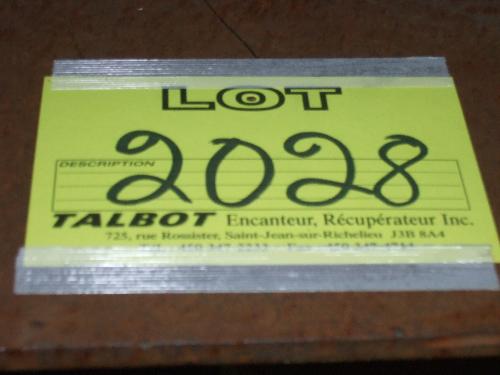 LOT
DESCRIPTION
2028
TALBOT Encanteur, Récupérateur Inc.
725, rue Rossiter, Saint-Jean-sur-Richelieu J3B 8A4